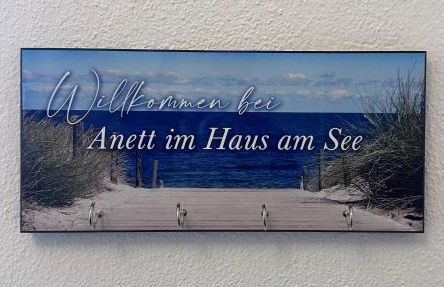 Willkommen bei
Anett im Haus am See